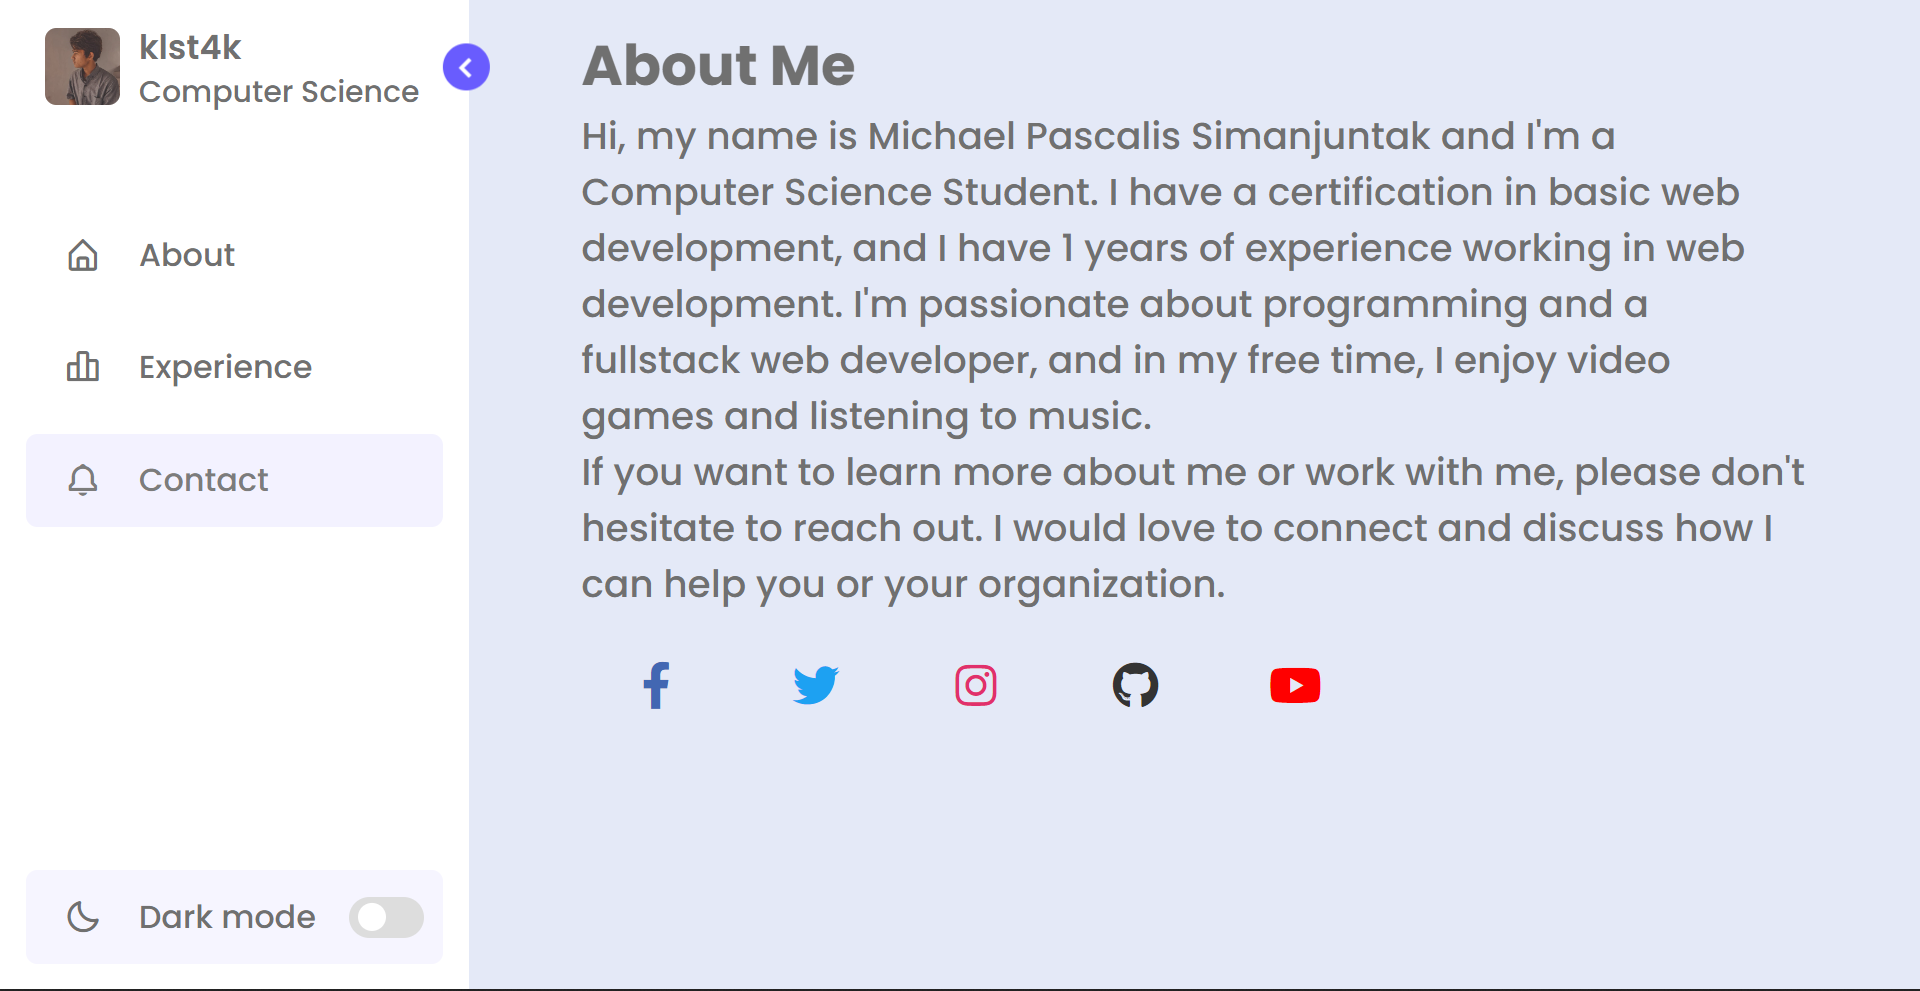 klst4k
Computer Science
About
Experience
Contact
Dark mode
About Me
Hi, my name is Michael Pascalis Simanjuntak and I'm a
Computer Science Student. I have a certification in basic web
development, and I have 1 years of experience working in web
development. I'm passionate about programming and a
fullstack web developer, and in my free time, I enjoy video
games and listening to music.
If you want to learn more about me or work with me, please don't
hesitate to reach out. I would love to connect and discuss how I
can help you or your organization.